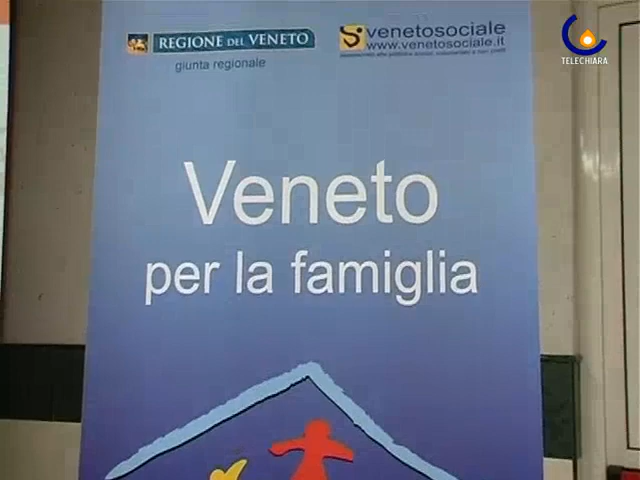 REGIONE DEL VENETO
giunta regionale
venetosociale
www.venetosociale.it
TELECHIARA
Veneto
per la famiglia